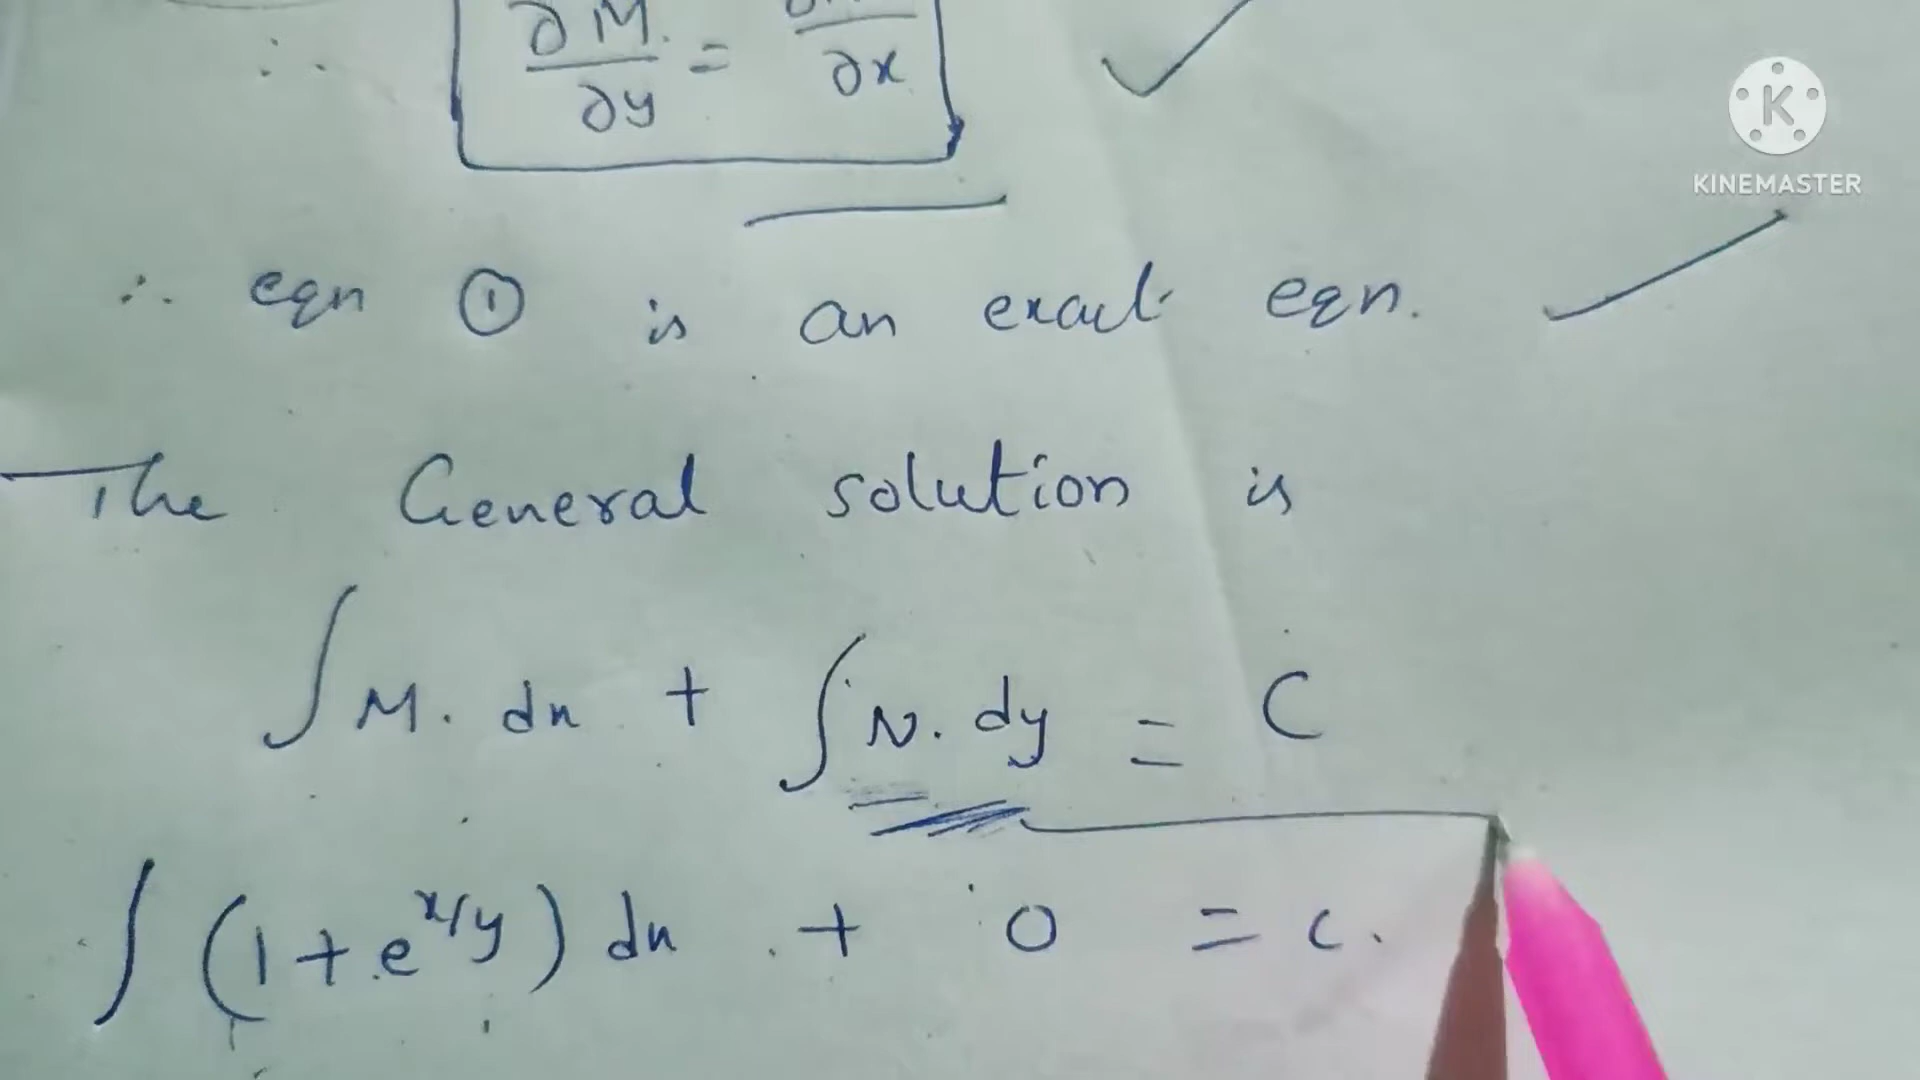 ∴ ∂M/∂y = /∂x
K
KINEMASTER
∴ eqn ① is an exact eqn.
The General solution is
∫M. dx + ∫N. dy = C
∫(1+e^x/y) dx + 0 = c.